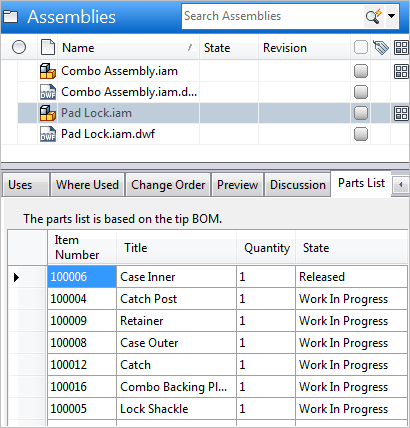 Assemblies
Search Assemblies
Name / State Revision
Combo Assembly.iam
DWF Combo Assembly.iam.d...
Pad Lock.iam
DWF Pad Lock.iam.dwf
Uses Where Used Change Order Preview Discussion Parts List
The parts list is based on the tip BOM.
Item Number Title Quantity State
100006 Case Inner 1 Released
100004 Catch Post 1 Work In Progress
100009 Retainer 1 Work In Progress
100008 Case Outer 1 Work In Progress
100012 Catch 1 Work In Progress
100016 Combo Backing Pl... 1 Work In Progress
100005 Lock Shackle 1 Work In Progress